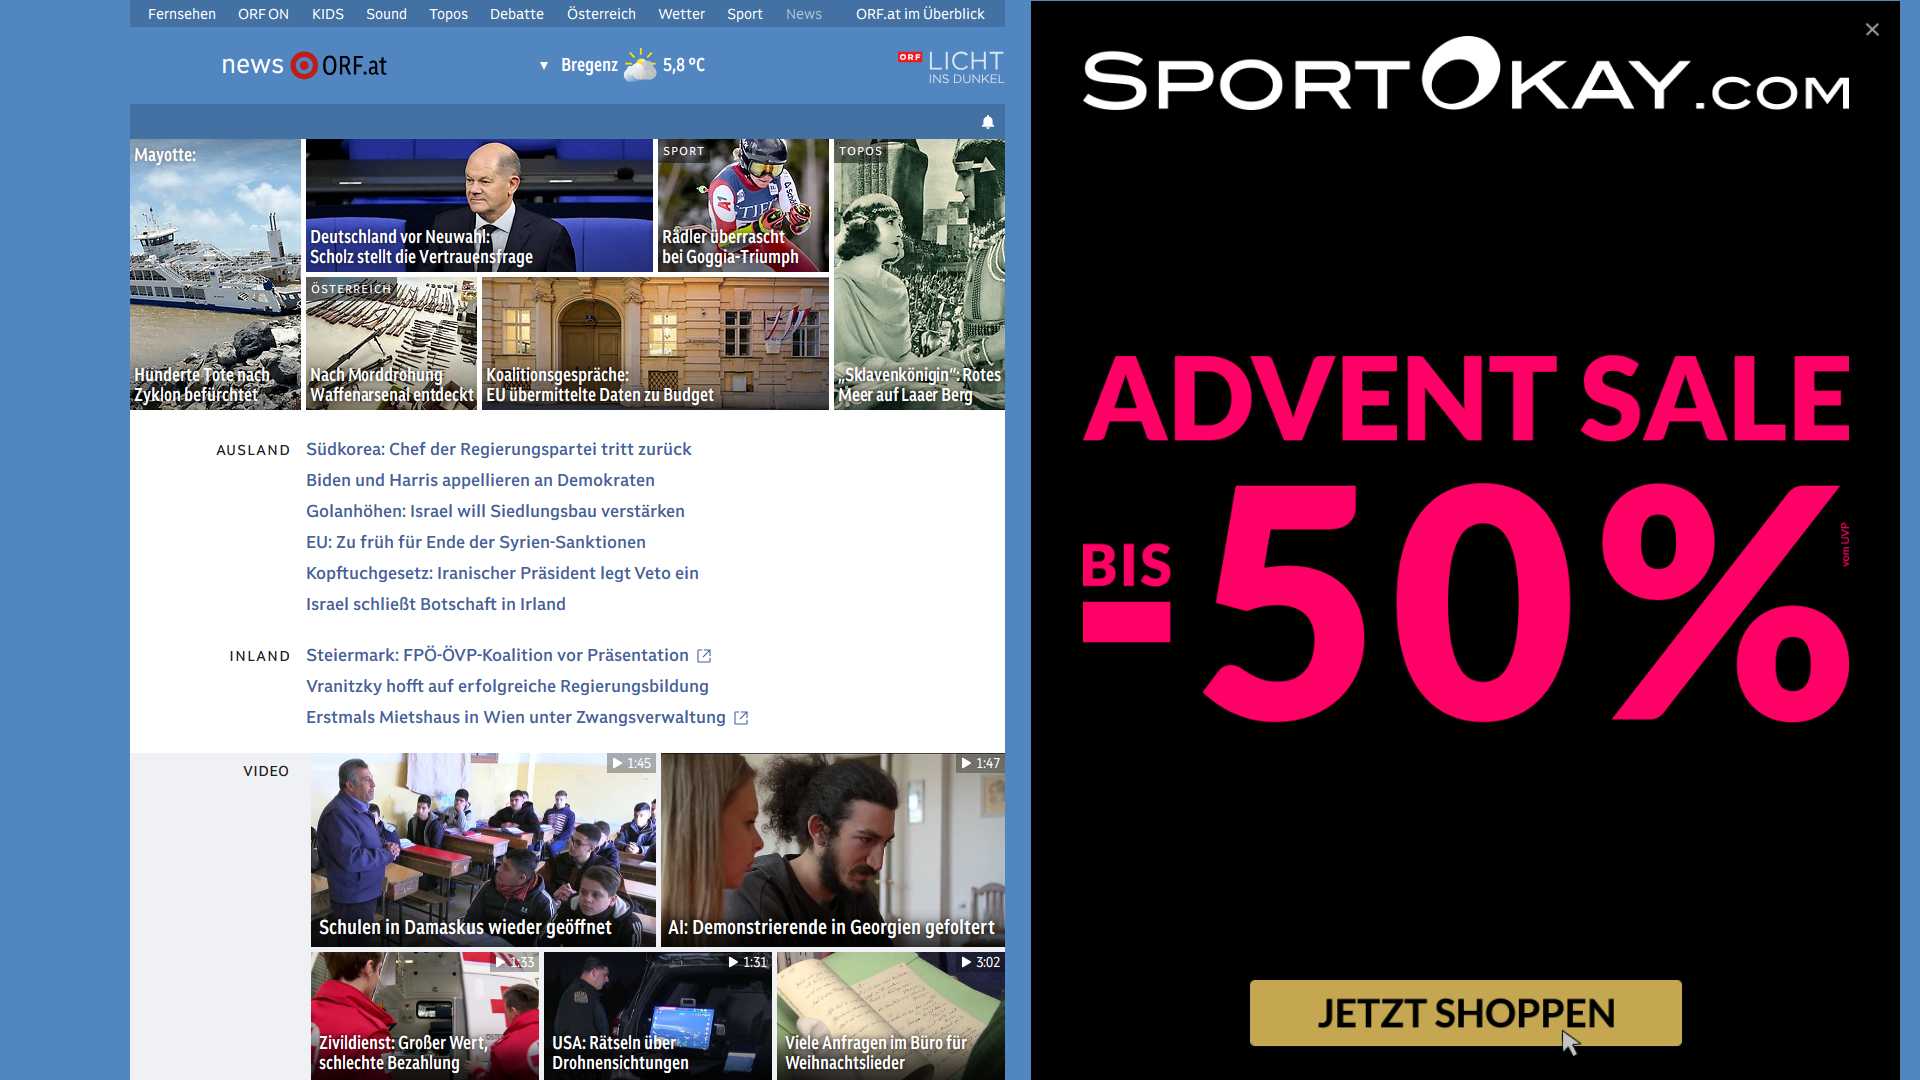 Fernsehen ORF ON KIDS Sound Topos Debatte Österreich Wetter Sport News ORF.at im Überblick
news ORF.at
▼ Bregenz 5,8 °C
ORF LICHT
INS DUNKEL
Mayotte:
Hunderte Tote nach
Zyklon befürchtet
Deutschland vor Neuwahl:
Scholz stellt die Vertrauensfrage
SPORT
Rädler überrascht
bei Goggia-Triumph
TOPOS
„Sklavenkönigin“: Rotes
Meer auf Laaer Berg
ÖSTERREICH
Nach Morddrohung
Waffenarsenal entdeckt
Koalitionsgespräche:
EU übermittelte Daten zu Budget
AUSLAND
Südkorea: Chef der Regierungspartei tritt zurück
Biden und Harris appellieren an Demokraten
Golanhöhen: Israel will Siedlungsbau verstärken
EU: Zu früh für Ende der Syrien-Sanktionen
Kopftuchgesetz: Iranischer Präsident legt Veto ein
Israel schließt Botschaft in Irland
INLAND
Steiermark: FPÖ-ÖVP-Koalition vor Präsentation
Vranitzky hofft auf erfolgreiche Regierungsbildung
Erstmals Mietshaus in Wien unter Zwangsverwaltung
VIDEO
1:45
Schulen in Damaskus wieder geöffnet
1:47
AI: Demonstrierende in Georgien gefoltert
1:33
Zivildienst: Großer Wert,
schlechte Bezahlung
1:31
USA: Rätseln über
Drohnensichtungen
3:02
Viele Anfragen im Büro für
Weihnachtslieder
SPORTOKAY.COM
ADVENT SALE
BIS
-50%
vom UVP
JETZT SHOPPEN